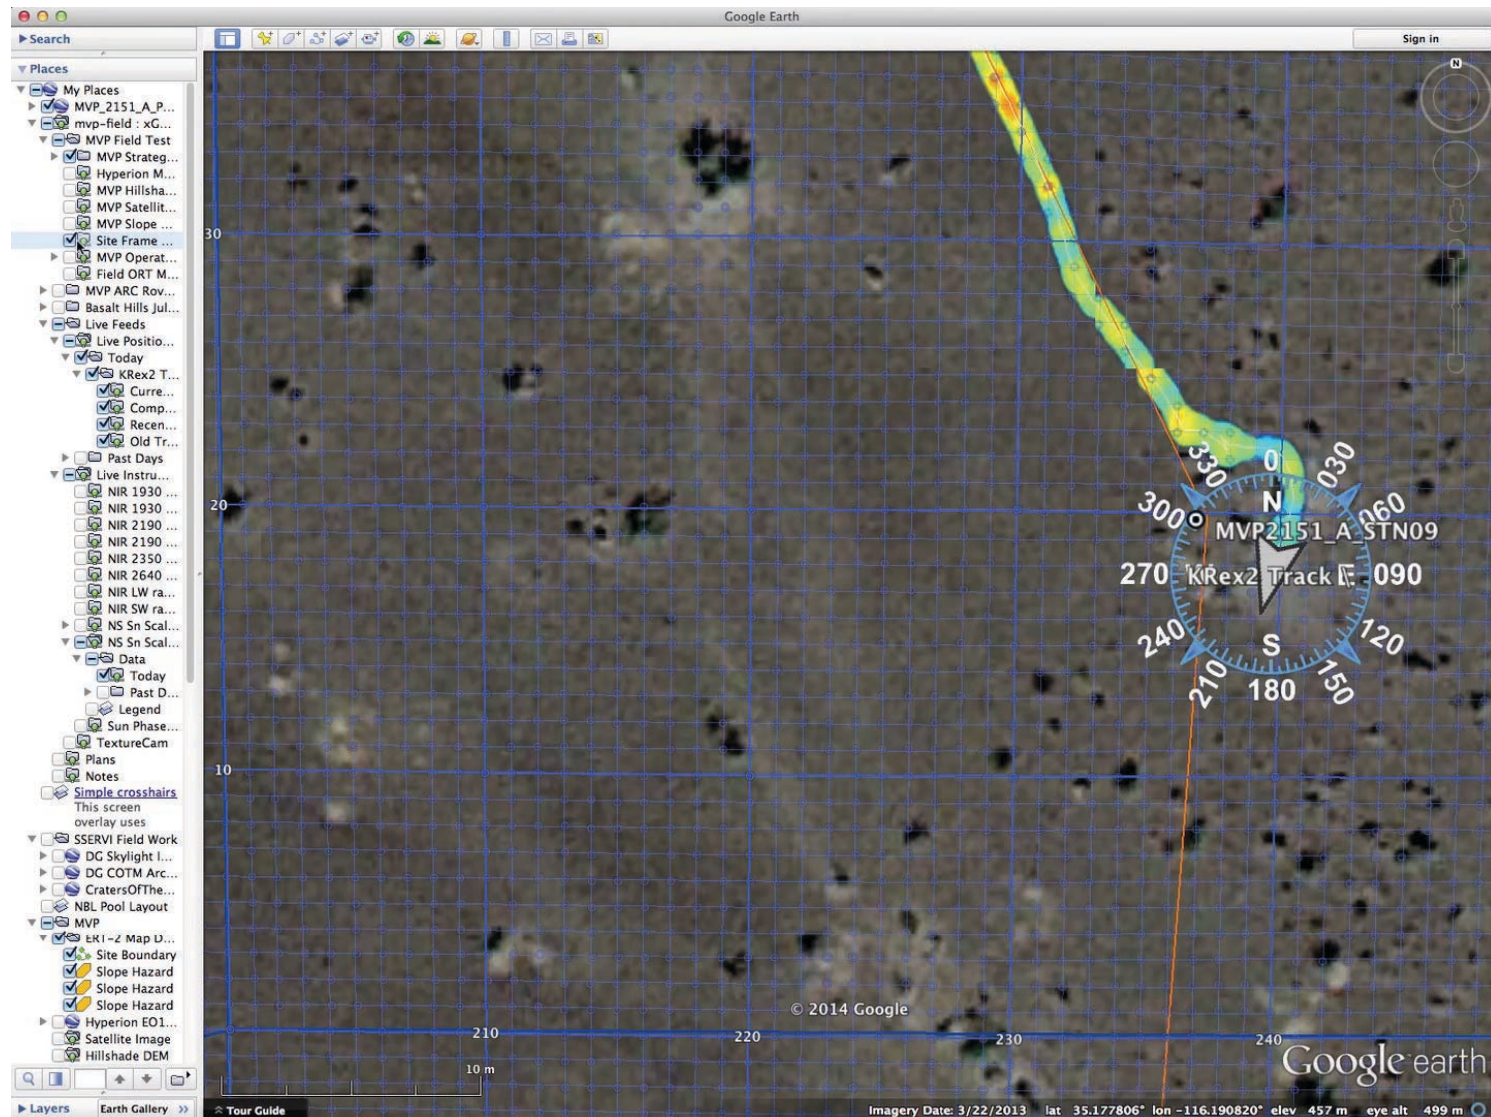 Google Earth
Search
Sign in
Places
My Places
MVP_2151_A_P...
mvp-field : xG...
MVP Field Test
MVP Strateg...
Hyperion M...
MVP Hillsha...
MVP Satellit...
MVP Slope ...
Site Frame ...
MVP Operat...
Field ORT M...
MVP ARC Rov...
Basalt Hills Jul...
Live Feeds
Live Positio...
Today
KRex2 T...
Curre...
Comp...
Recen...
Old Tr...
Past Days
Live Instru...
NIR 1930 ...
NIR 1930 ...
NIR 2190 ...
NIR 2190 ...
NIR 2350 ...
NIR 2640 ...
NIR LW ra...
NIR SW ra...
NS Sn Scal...
NS Sn Scal...
Data
Today
Past D...
Legend
Sun Phase...
TextureCam
Plans
Notes
Simple crosshairs
This screen
overlay uses
SSERVI Field Work
DG Skylight I...
DG COTM Arc...
CratersOfThe...
NBL Pool Layout
MVP
ERT-2 Map D...
Site Boundary
Slope Hazard
Slope Hazard
Slope Hazard
Hyperion EO1...
Satellite Image
Hillshade DEM
Layers
Earth Gallery >>
N
30
20
10
330 0 030
300 N 060
MVP2151_A_STN09
270 KRex2 Track E 090
240 S 120
210 180 150
© 2014 Google
210 220 230 240
Google earth
10 m
Tour Guide
Imagery Date: 3/22/2013 lat 35.177806° lon -116.190820° elev 457 m eye alt 499 m